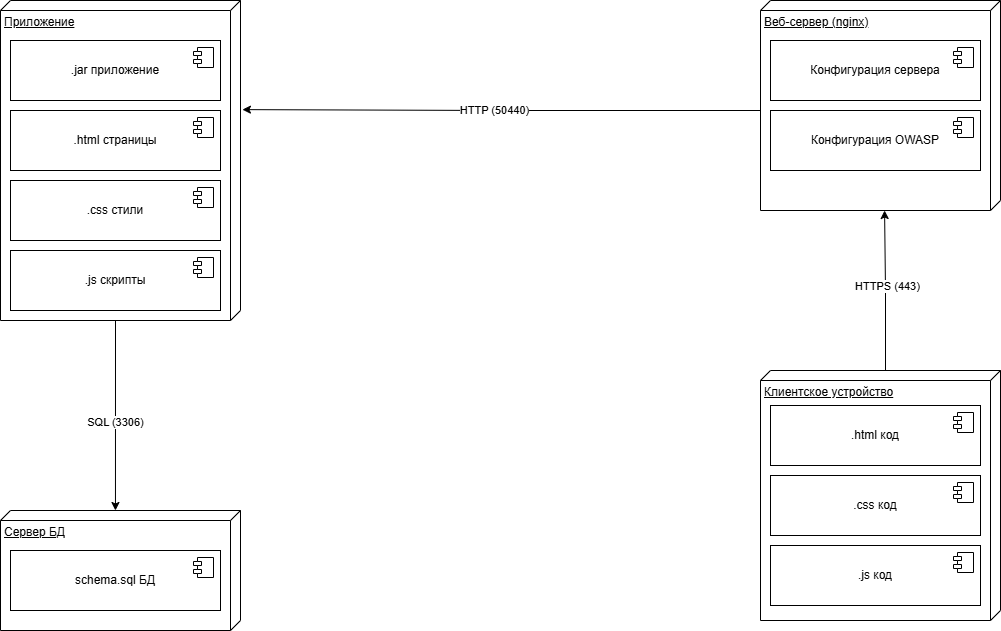 Приложение
.jar приложение
.html страницы
.css стили
.js скрипты
HTTP (50440)
Веб-сервер (nginx)
Конфигурация сервера
Конфигурация OWASP
HTTPS (443)
SQL (3306)
Сервер БД
schema.sql БД
Клиентское устройство
.html код
.css код
.js код